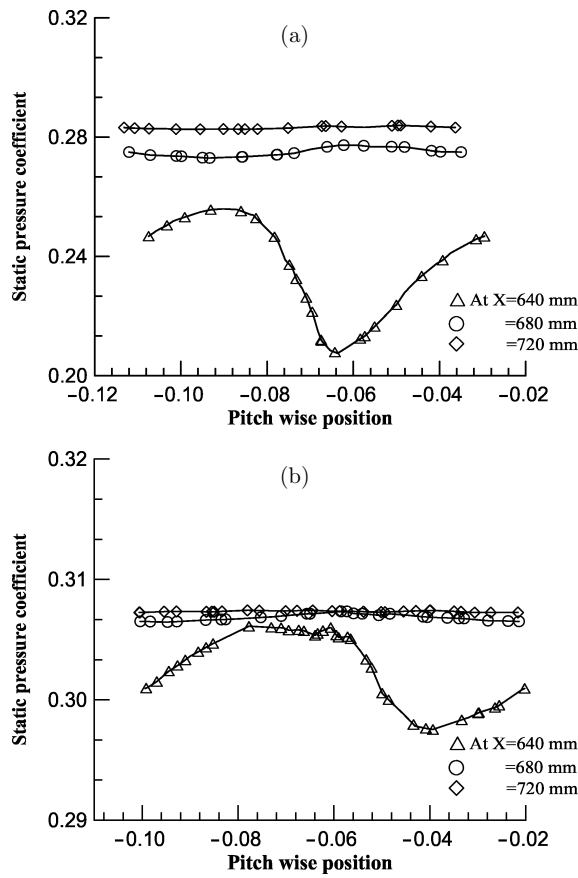 (a)
0.32
0.28
0.24
0.20
Static pressure coefficient
At X=640 mm
=680 mm
=720 mm
−0.12 −0.10 −0.08 −0.06 −0.04 −0.02
Pitch wise position
(b)
0.32
0.31
0.30
0.29
Static pressure coefficient
At X=640 mm
=680 mm
=720 mm
−0.10 −0.08 −0.06 −0.04 −0.02
Pitch wise position